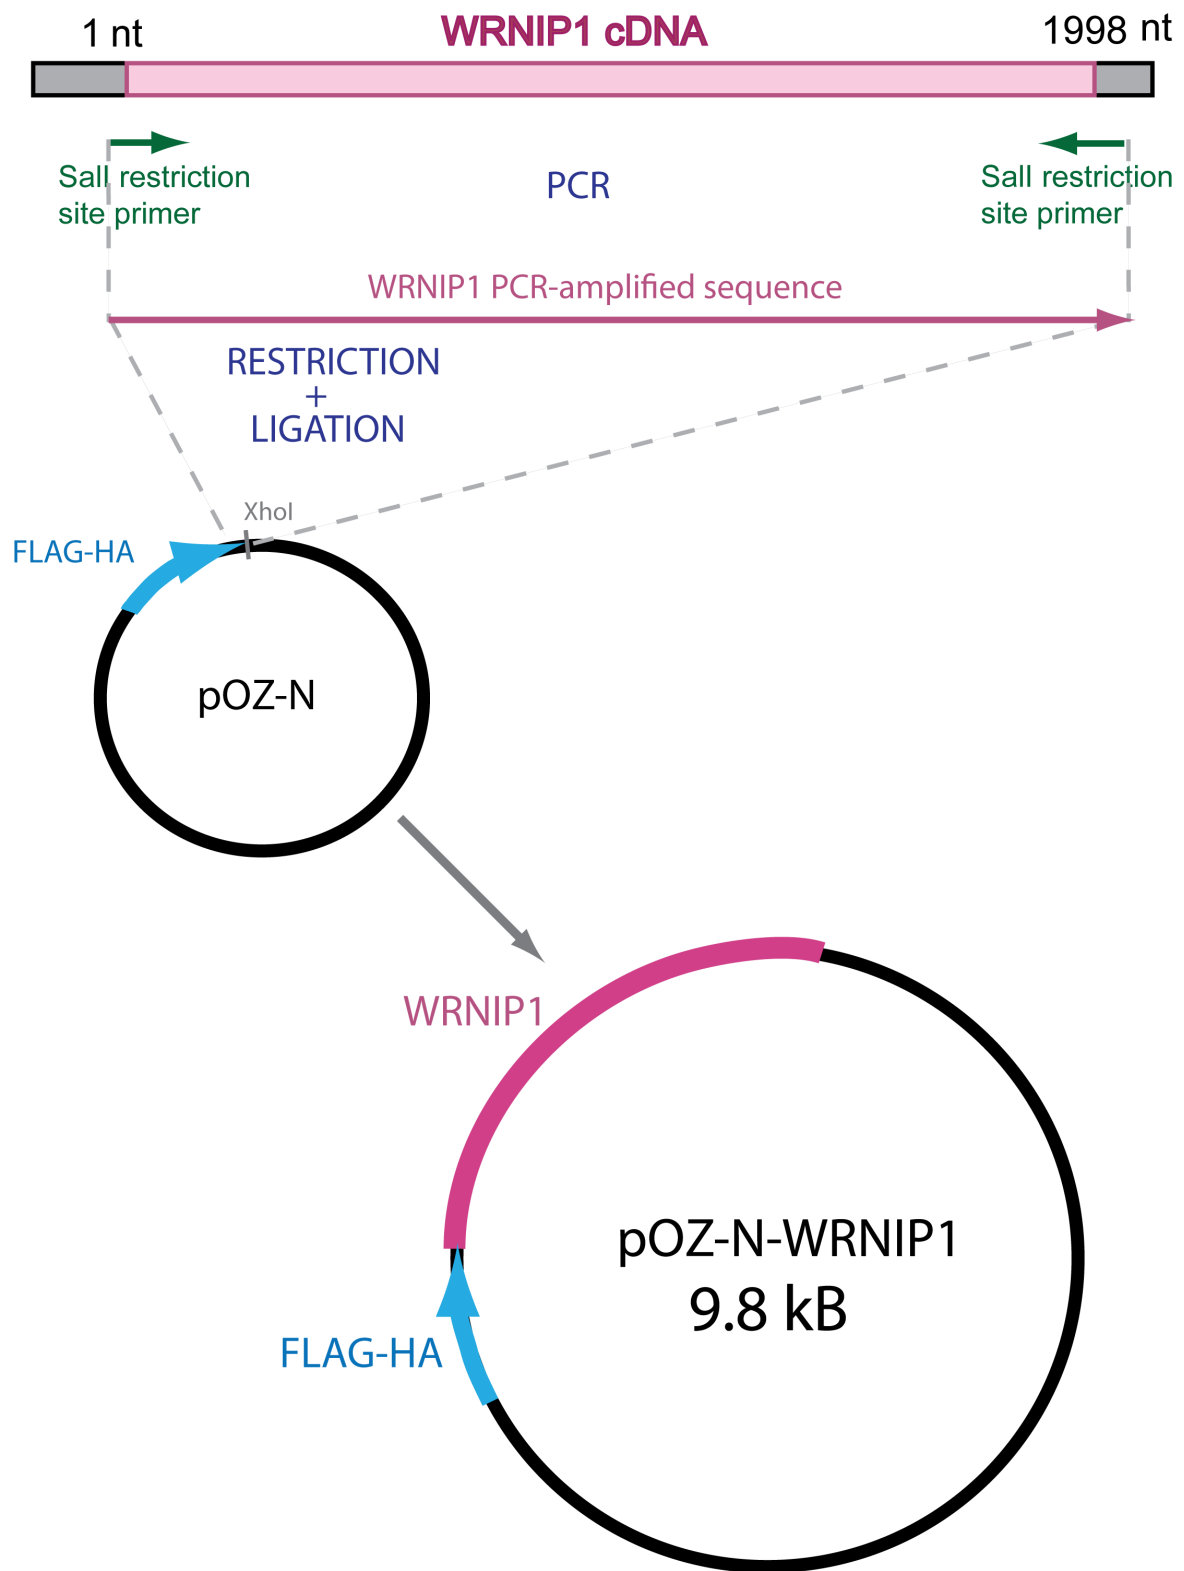 1 nt
WRNIP1 cDNA
1998 nt
SalI restriction
site primer
PCR
SalI restriction
site primer
WRNIP1 PCR-amplified sequence
RESTRICTION
+
LIGATION
XhoI
FLAG-HA
pOZ-N
WRNIP1
pOZ-N-WRNIP1
9.8 kB
FLAG-HA